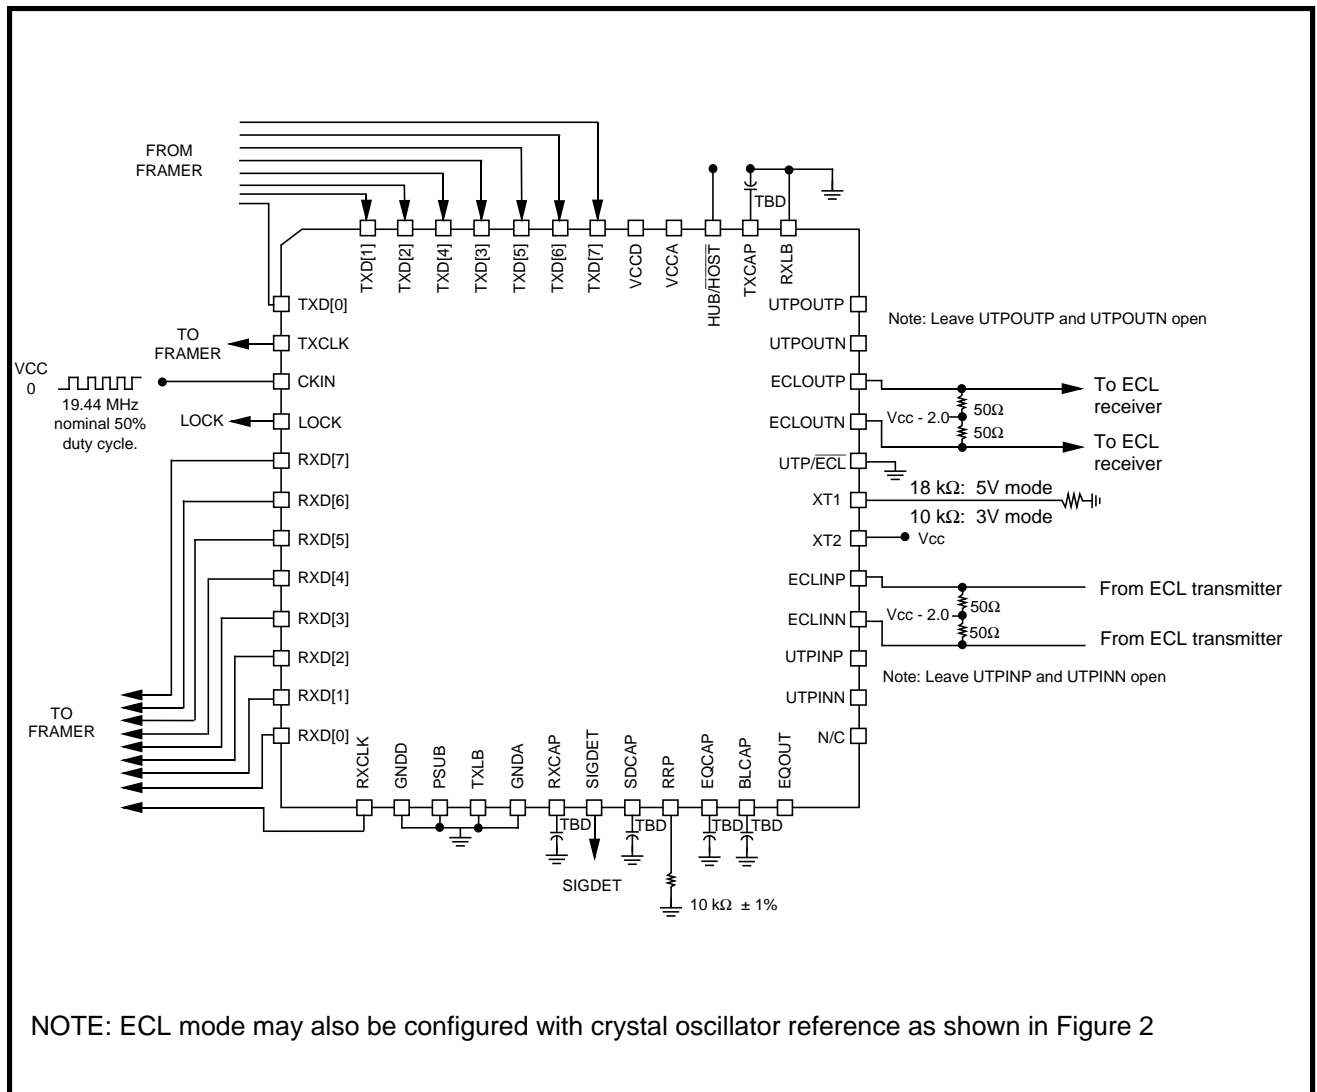 FROM
FRAMER
TBD
TXD[1]
TXD[2]
TXD[4]
TXD[3]
TXD[5]
TXD[6]
TXD[7]
VCCD
VCCA
HUB/HOST
TXCAP
RXLB
TXD[0]
TO
FRAMER
TXCLK
VCC
0
CKIN
19.44 MHz
nominal 50%
duty cycle.
LOCK
LOCK
RXD[7]
RXD[6]
RXD[5]
RXD[4]
RXD[3]
RXD[2]
RXD[1]
RXD[0]
TO
FRAMER
UTPOUTP
Note: Leave UTPOUTP and UTPOUTN open
UTPOUTN
ECLOUTP
To ECL
receiver
50Ω
Vcc - 2.0
50Ω
ECLOUTN
To ECL
receiver
UTP/ECL
18 kΩ: 5V mode
XT1
10 kΩ: 3V mode
XT2
Vcc
ECLINP
From ECL transmitter
50Ω
Vcc - 2.0
50Ω
ECLINN
From ECL transmitter
UTPINP
Note: Leave UTPINP and UTPINN open
UTPINN
N/C
RXCLK
GNDD
PSUB
TXLB
GNDA
RXCAP
SIGDET
SDCAP
RRP
EQCAP
BLCAP
EQOUT
TBD
TBD
TBD
TBD
SIGDET
10 kΩ ± 1%
NOTE: ECL mode may also be configured with crystal oscillator reference as shown in Figure 2